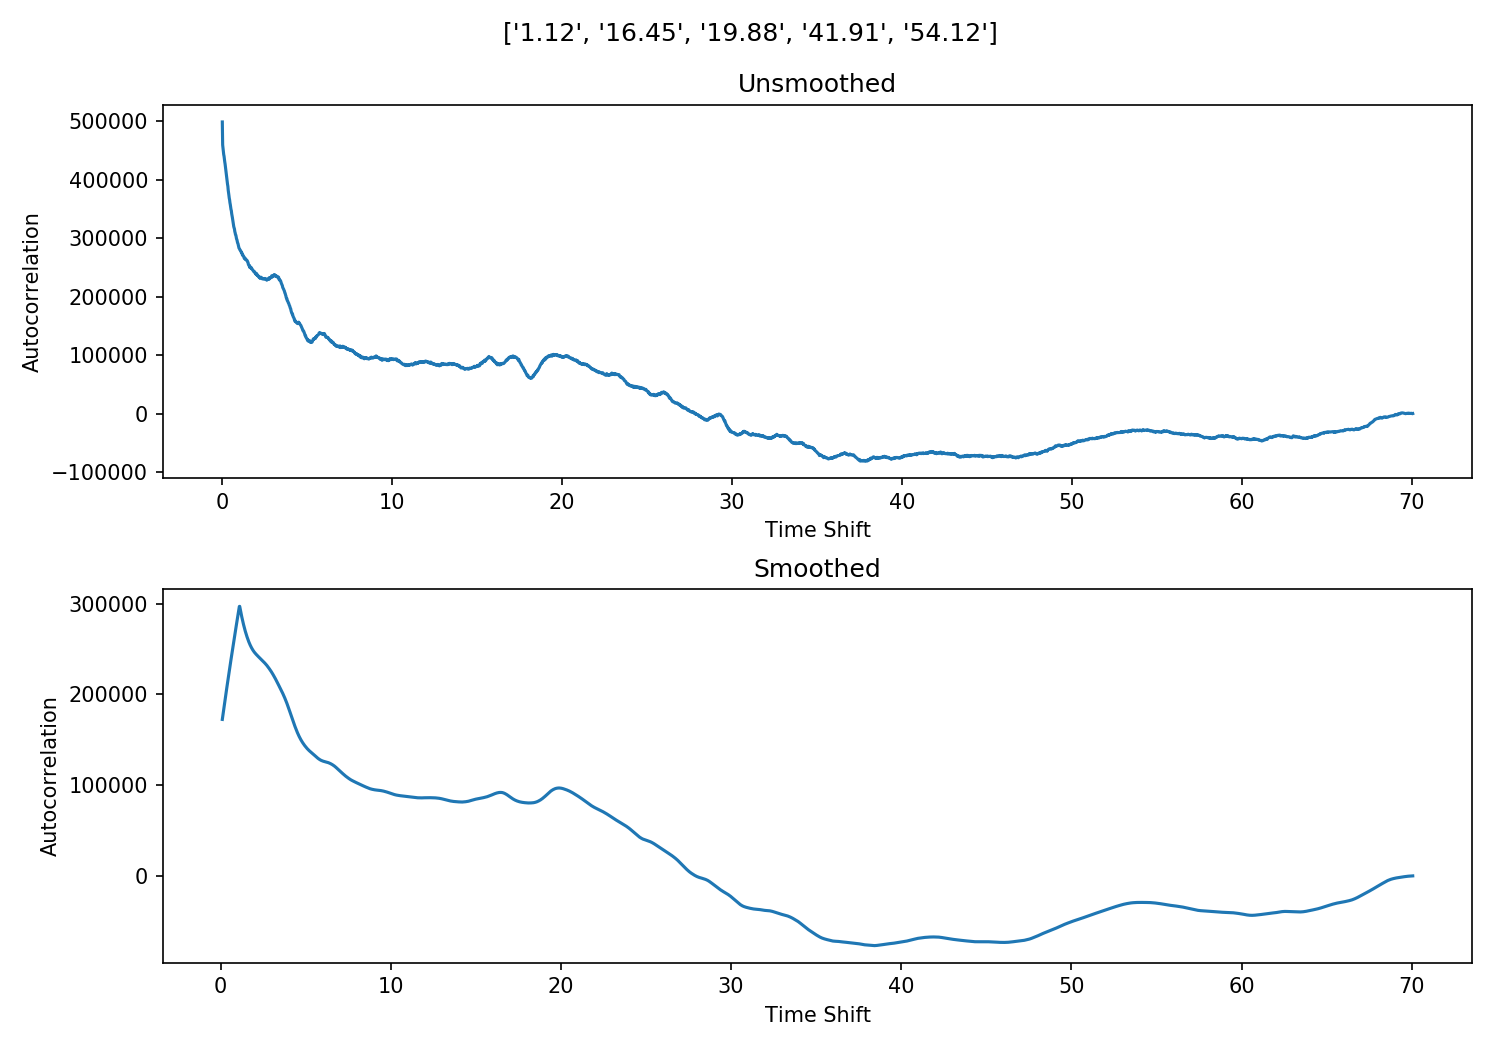 ['1.12', '16.45', '19.88', '41.91', '54.12']
Unsmoothed
500000
400000
300000
200000
100000
0
−100000
Autocorrelation
0 10 20 30 40 50 60 70
Time Shift
Smoothed
300000
200000
100000
0
Autocorrelation
0 10 20 30 40 50 60 70
Time Shift